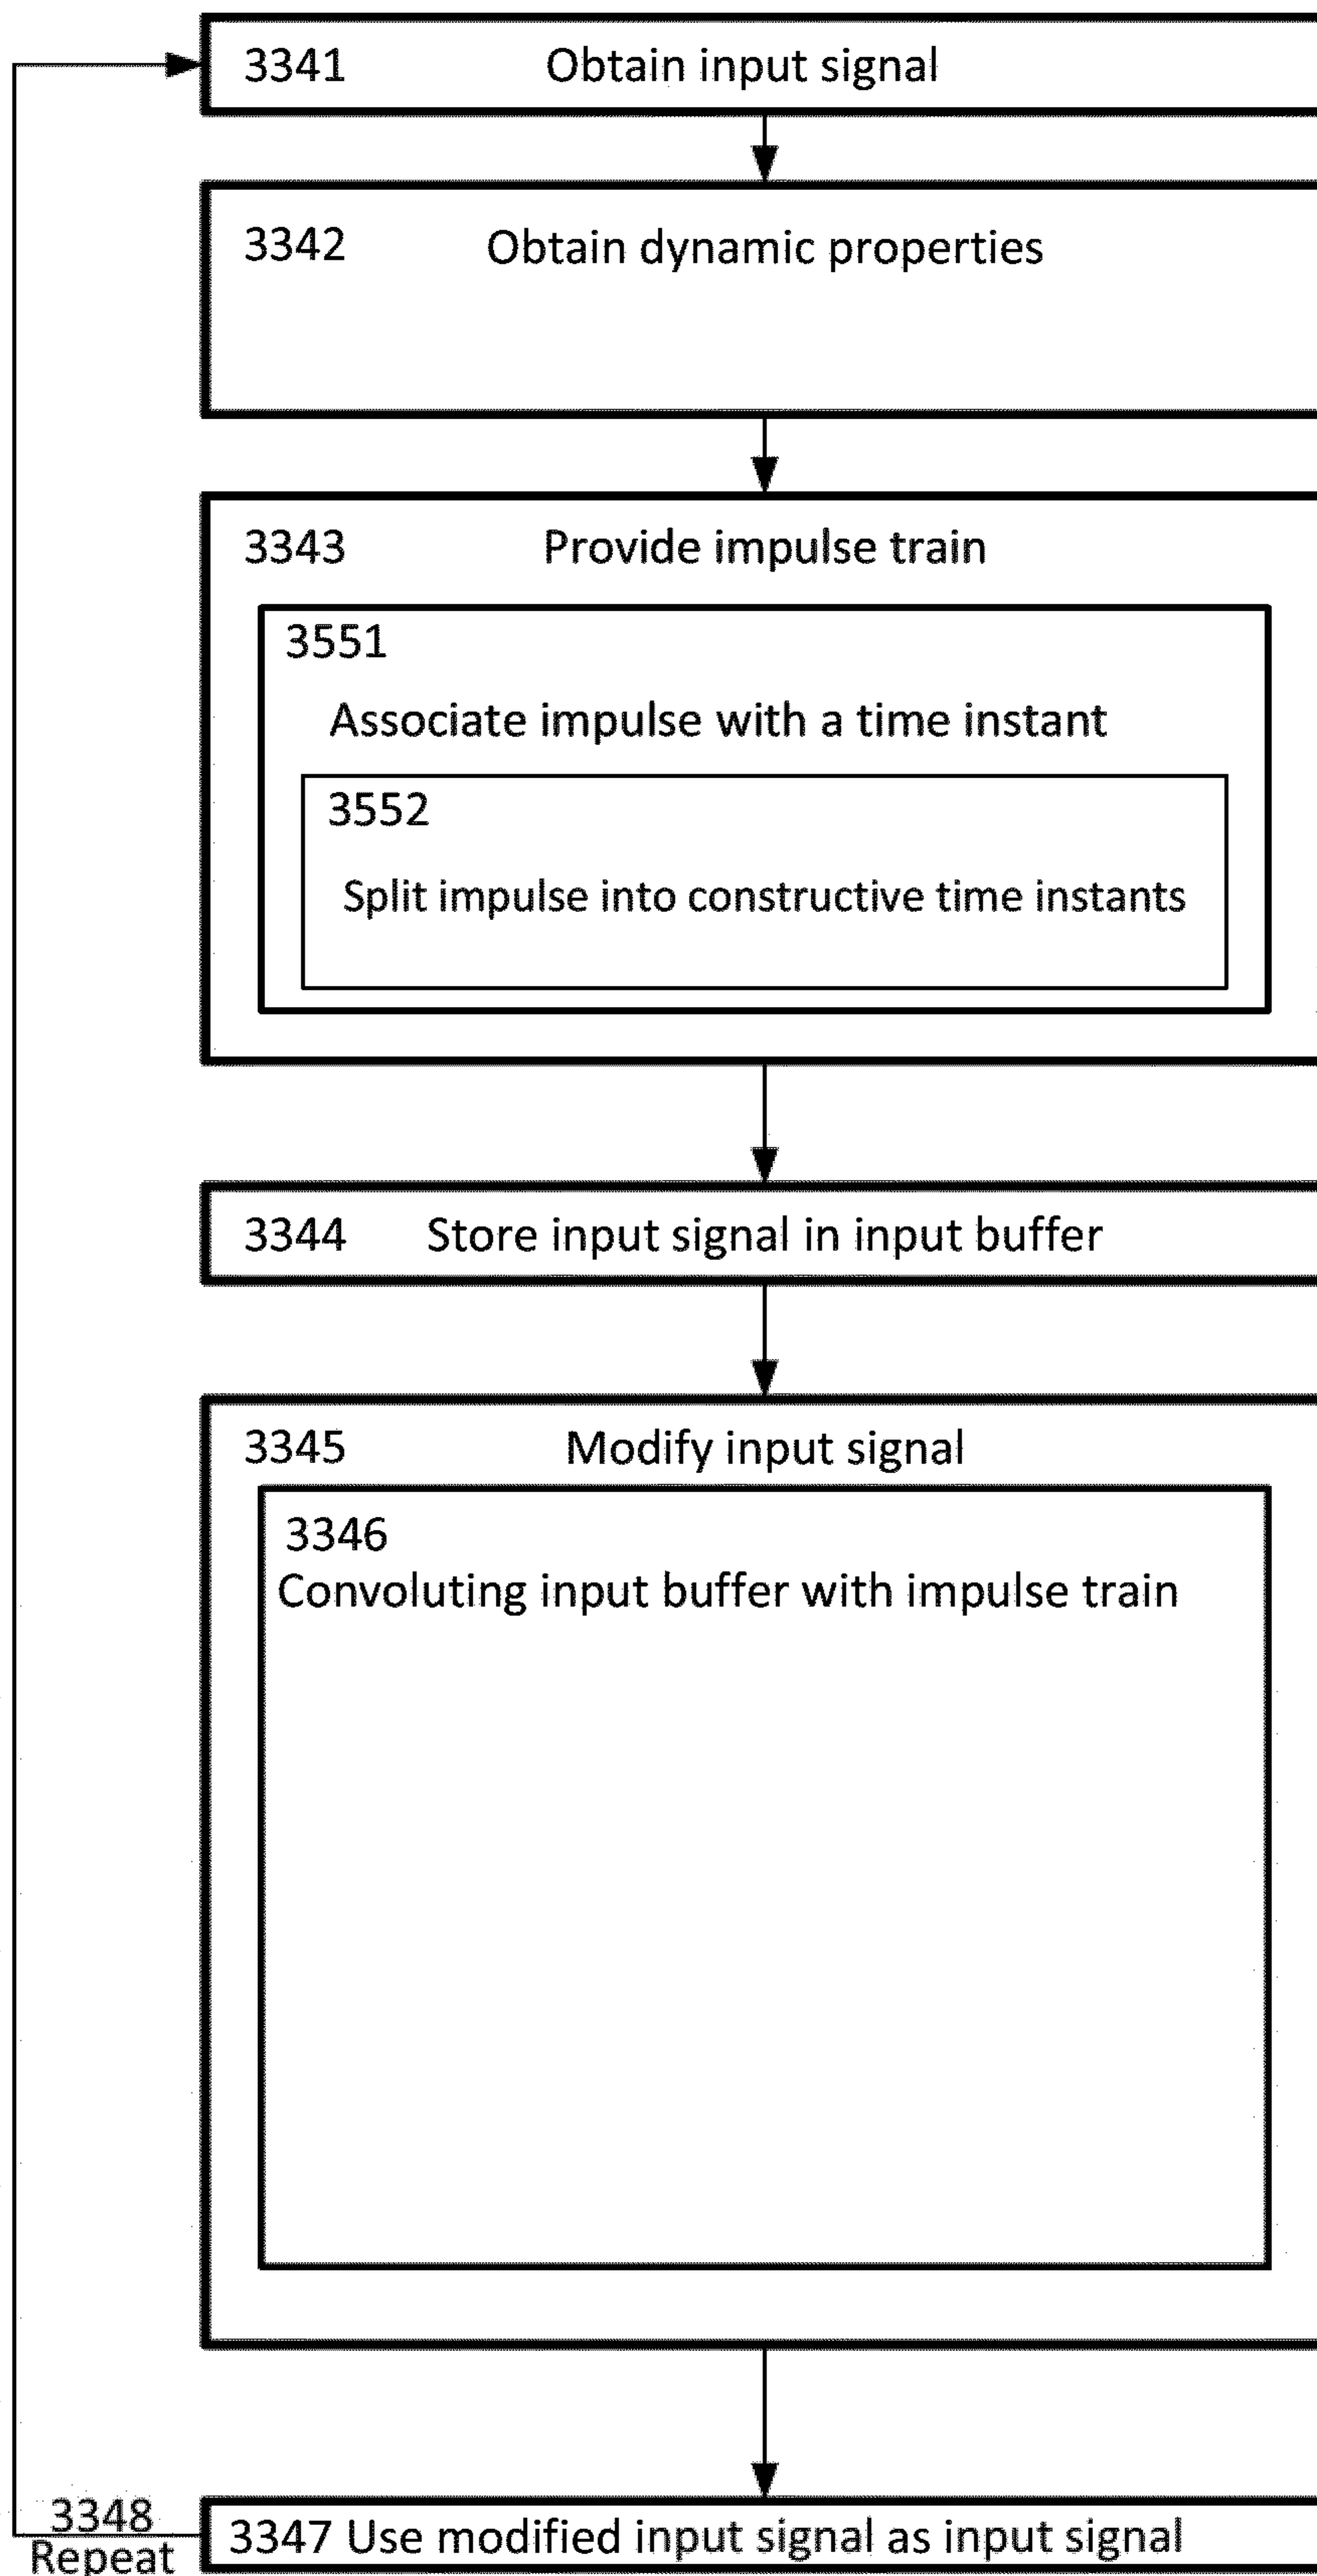 3341 Obtain input signal
3342 Obtain dynamic properties
3343 Provide impulse train
3551
Associate impulse with a time instant
3552
Split impulse into constructive time instants
3344 Store input signal in input buffer
3345 Modify input signal
3346
Convoluting input buffer with impulse train
3348
Repeat
3347 Use modified input signal as input signal